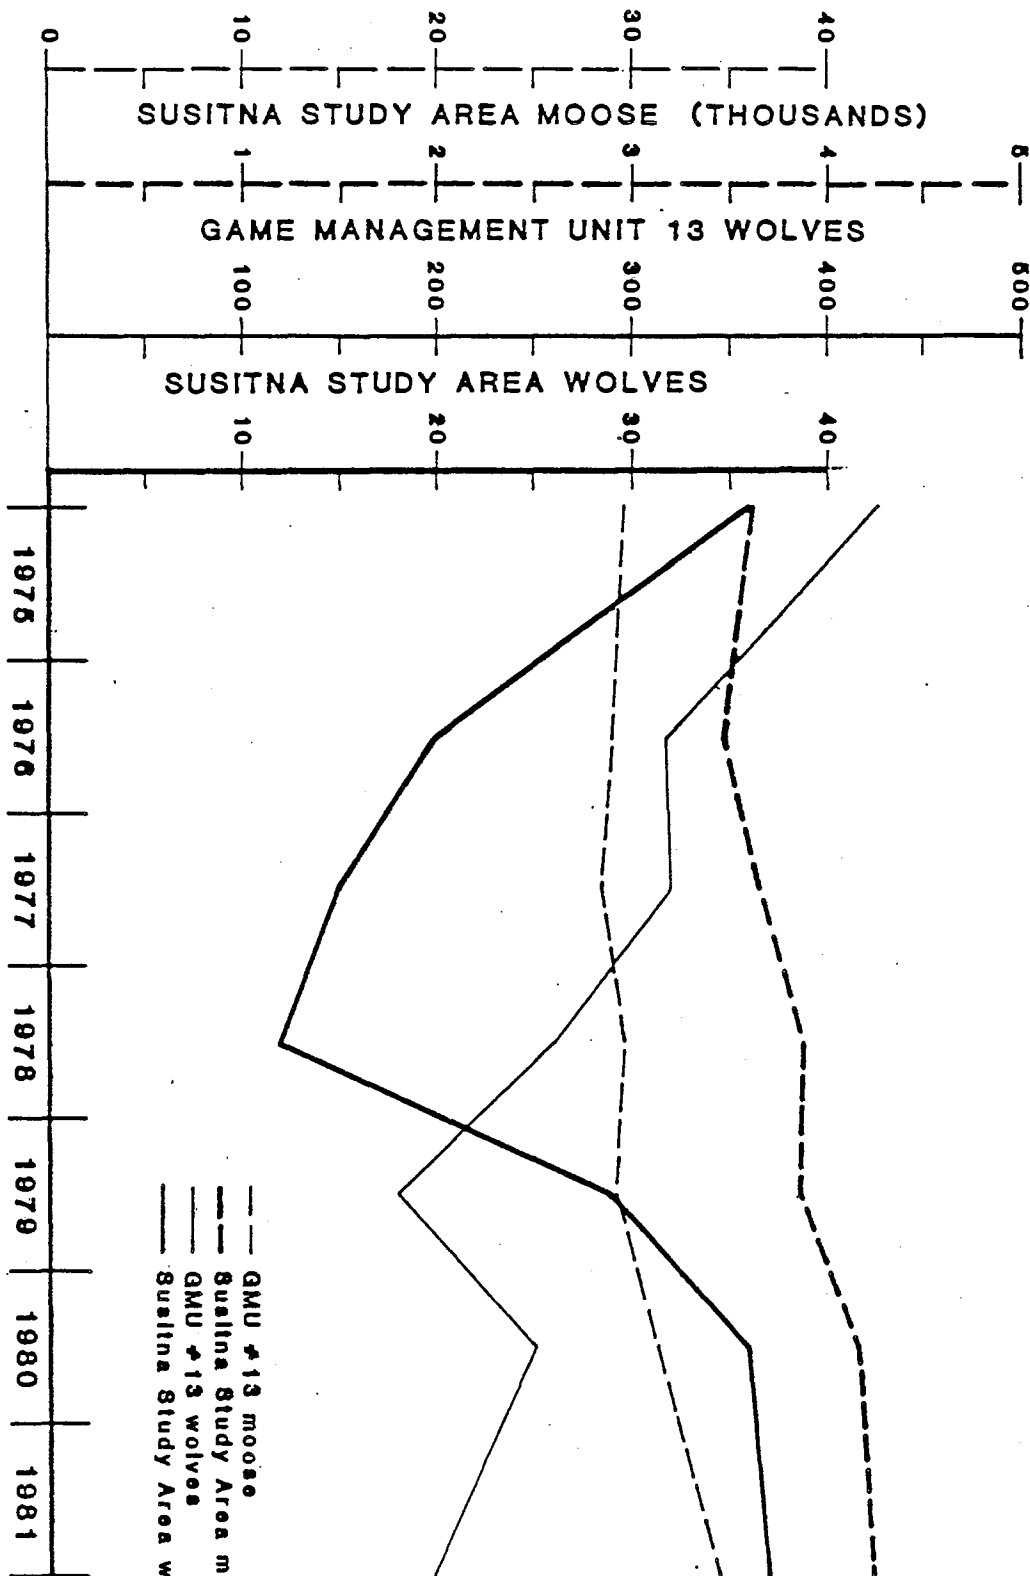 0 10 20 30 40
SUSITNA STUDY AREA MOOSE (THOUSANDS)
1 2 3 4 5
GAME MANAGEMENT UNIT 13 WOLVES
100 200 300 400 500
SUSITNA STUDY AREA WOLVES
10 20 30 40
1975 1976 1977 1978 1979 1980 1981
GMU #13 moose
Susitna Study Area m
GMU #13 wolves
Susitna Study Area w